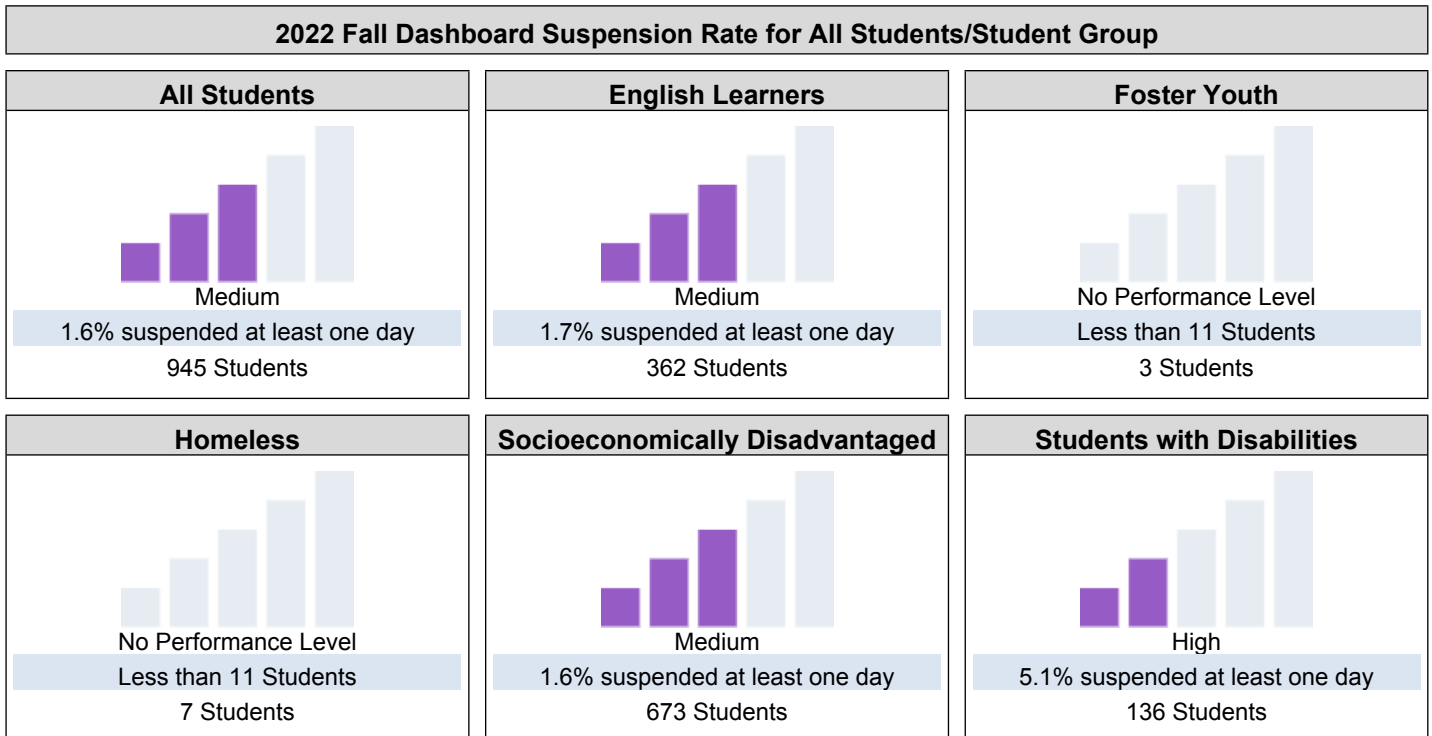 2022 Fall Dashboard Suspension Rate for All Students/Student Group
All Students
Medium
1.6% suspended at least one day
945 Students
English Learners
Medium
1.7% suspended at least one day
362 Students
Foster Youth
No Performance Level
Less than 11 Students
3 Students
Homeless
No Performance Level
Less than 11 Students
7 Students
Socioeconomically Disadvantaged
Medium
1.6% suspended at least one day
673 Students
Students with Disabilities
High
5.1% suspended at least one day
136 Students